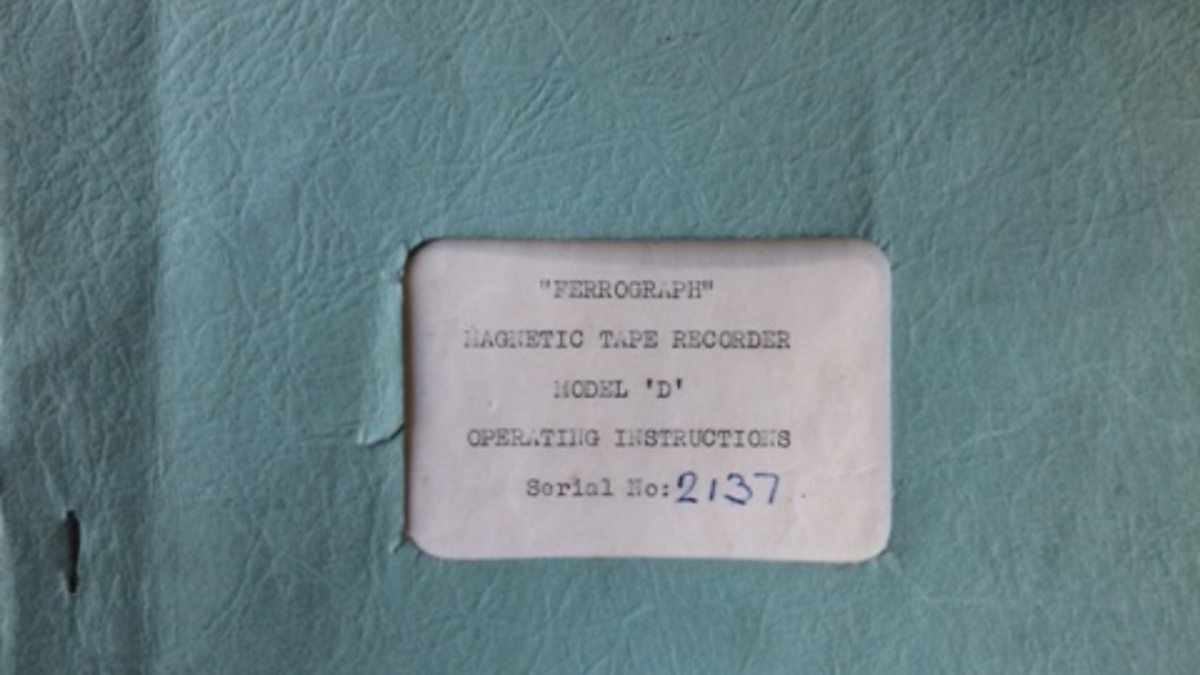 "FERROGRAPH"
MAGNETIC TAPE RECORDER
MODEL 'D'
OPERATING INSTRUCTIONS
Serial No: 2137.